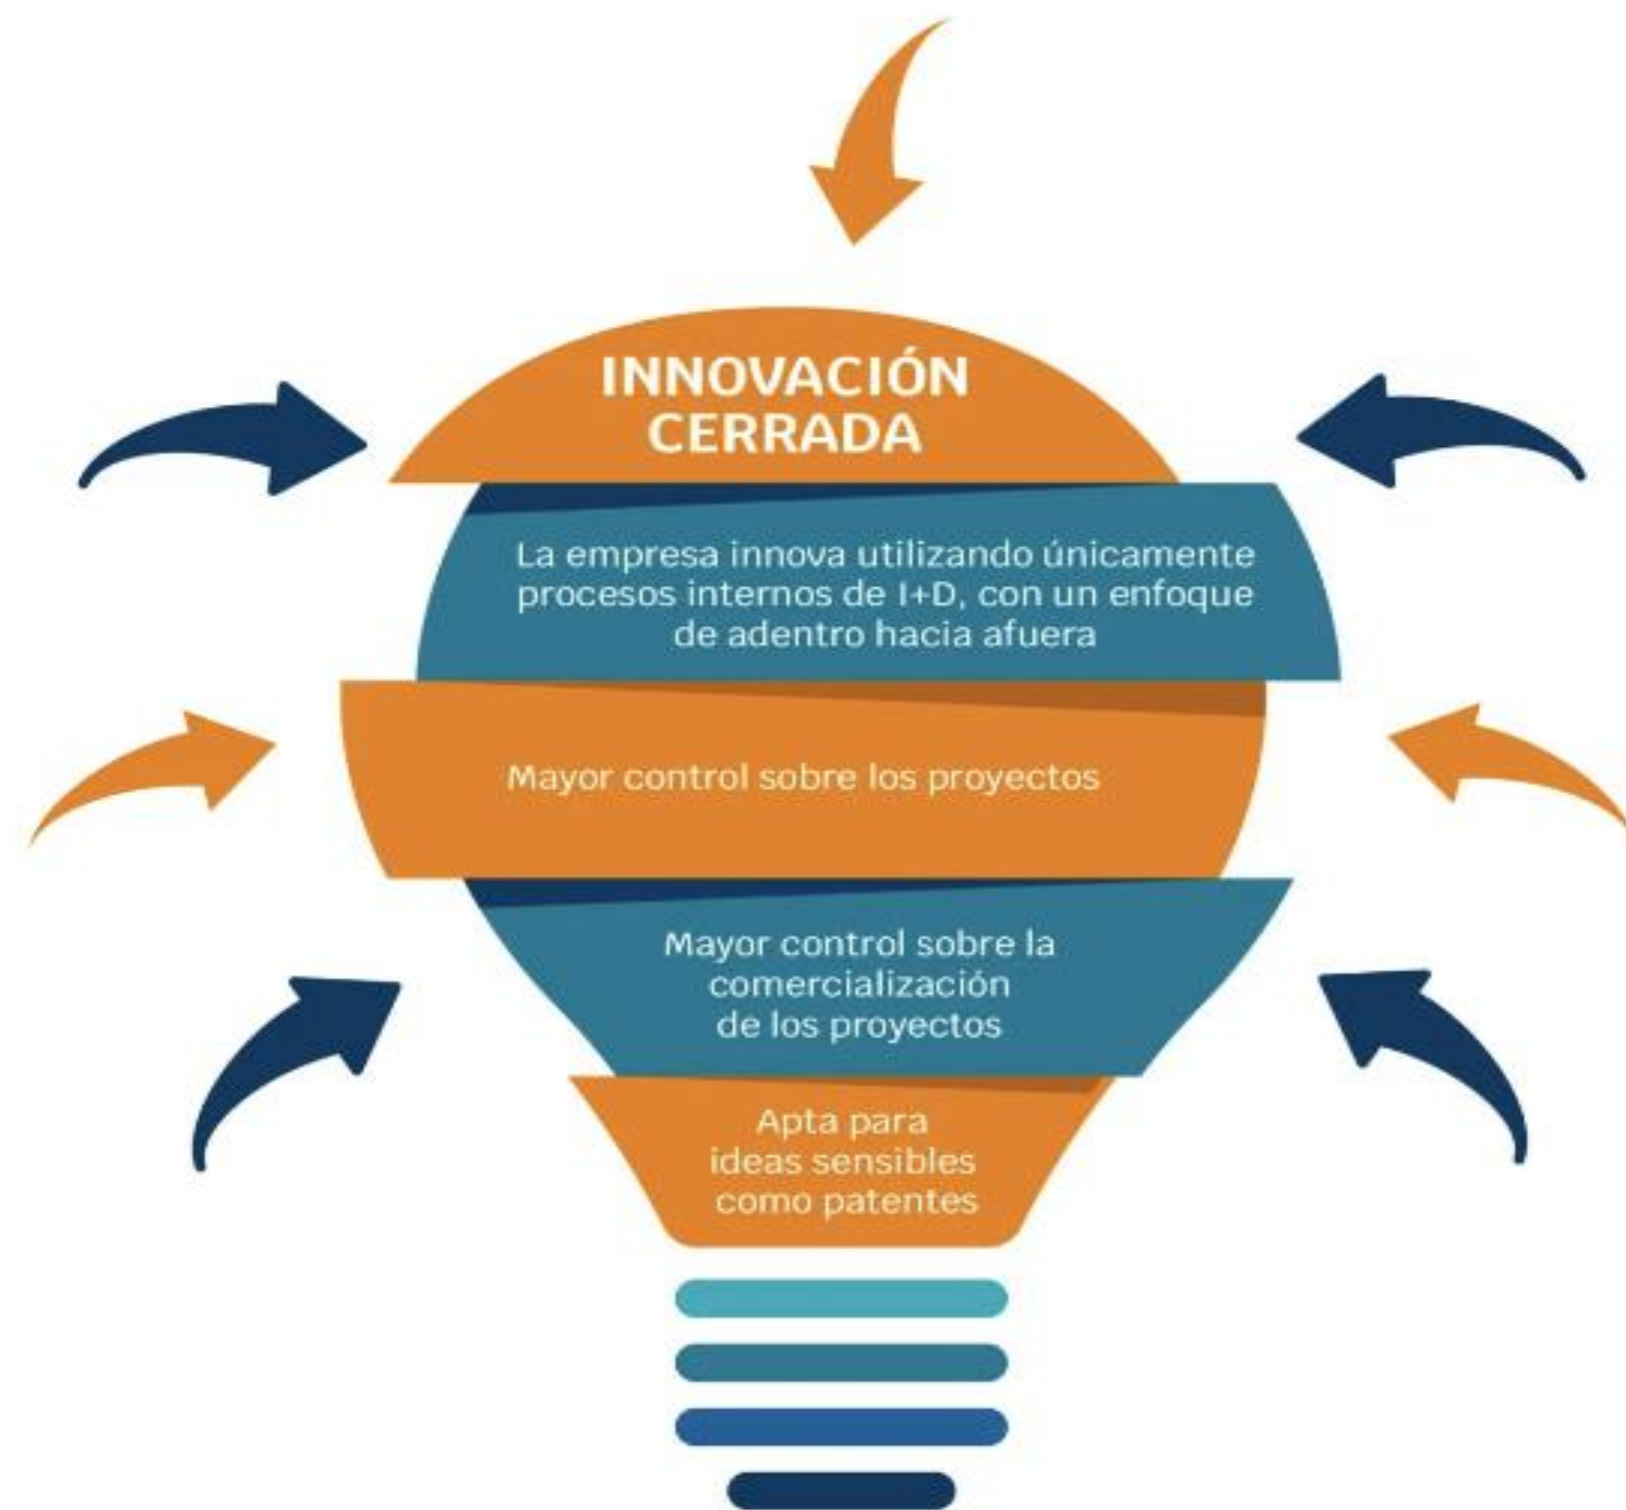 INNOVACIÓN
CERRADA
La empresa innova utilizando únicamente
procesos internos de I+D, con un enfoque
de adentro hacia afuera
Mayor control sobre los proyectos
Mayor control sobre la
comercialización
de los proyectos
Apta para
ideas sensibles
como patentes